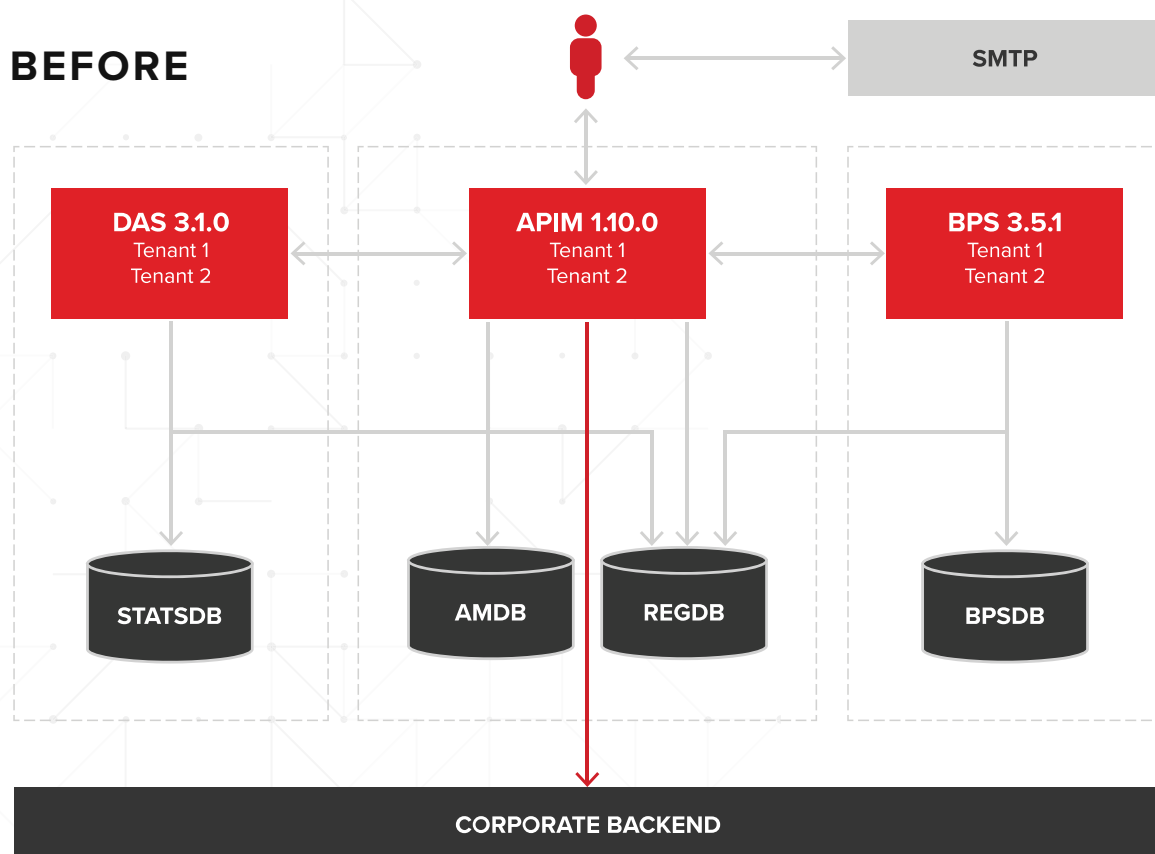 BEFORE
SMTP
DAS 3.1.0
Tenant 1
Tenant 2
APIM 1.10.0
Tenant 1
Tenant 2
BPS 3.5.1
Tenant 1
Tenant 2
STATSDB
AMDB
REGDB
BPSDB
CORPORATE BACKEND